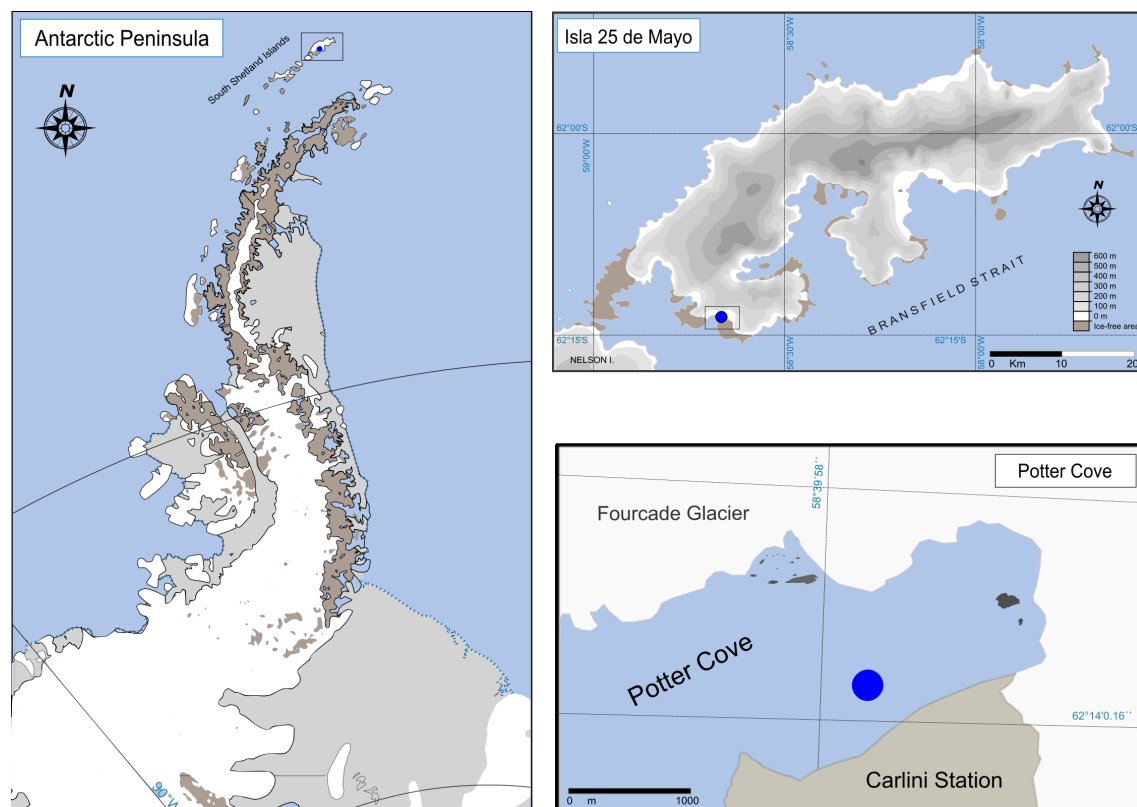 Antarctic Peninsula
South Shetland Islands
N
90°W
Isla 25 de Mayo
58°30'W
58°00'W
62°00'S
62°00'S
59°00'W
N
600 m
500 m
400 m
300 m
200 m
100 m
0 m
Ice-free area
BRANSFIELD STRAIT
62°15'S
62°15'S
58°30'W
58°00'W
NELSON I.
0 Km 10 20
Potter Cove
58°39´58´´
Fourcade Glacier
Potter Cove
62°14'0.16´´
Carlini Station
0 m 1000